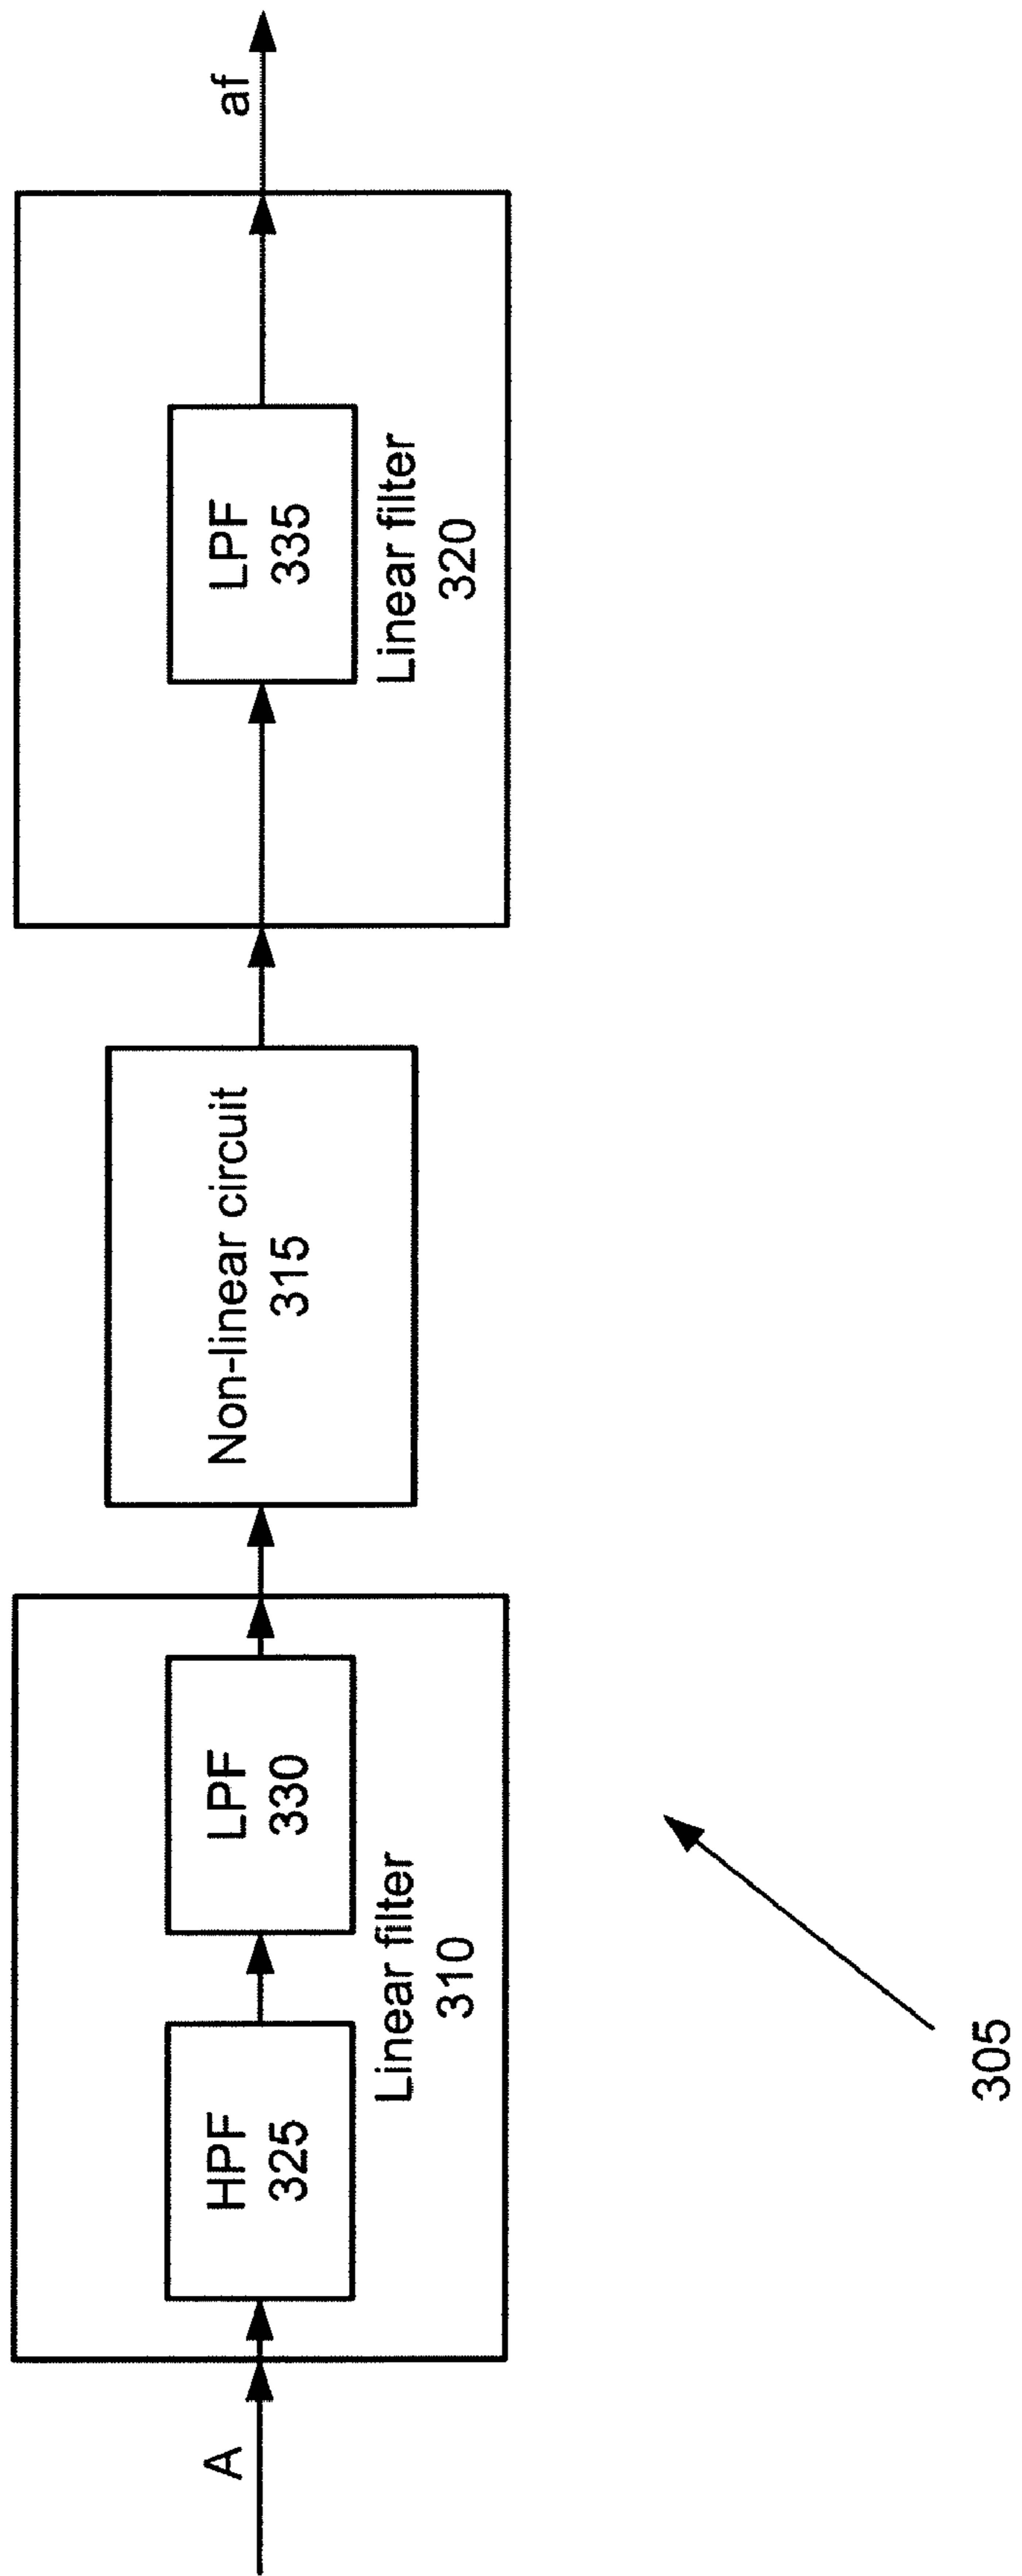 A
HPF
325
LPF
330
Linear filter
310
Non-linear circuit
315
LPF
335
Linear filter
320
af
305